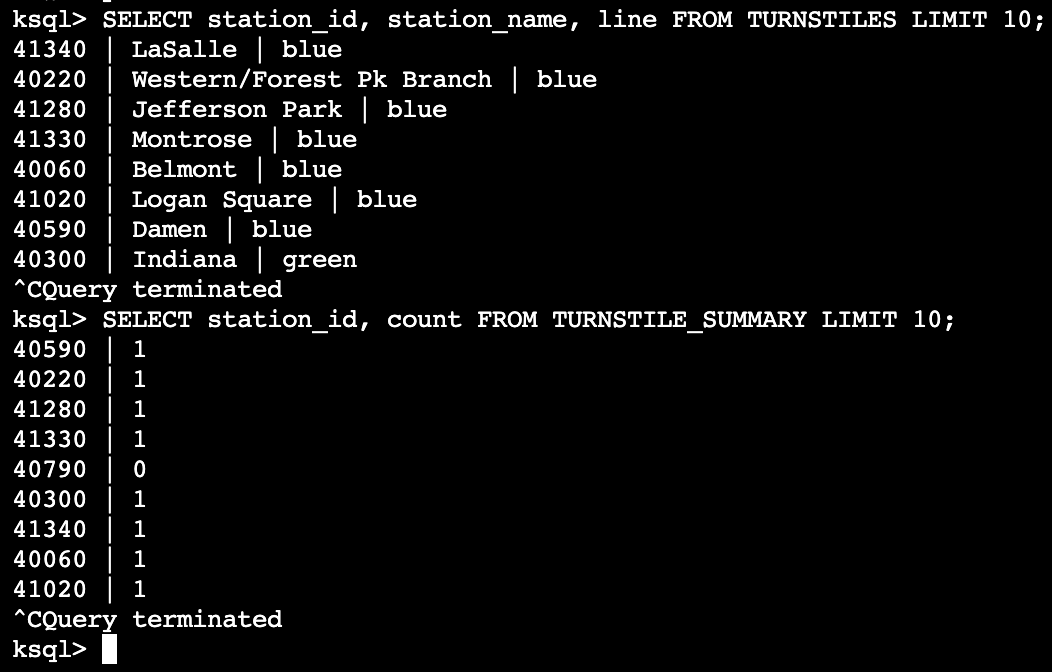 ksql> SELECT station_id, station_name, line FROM TURNSTILES LIMIT 10;
41340 | LaSalle | blue
40220 | Western/Forest Pk Branch | blue
41280 | Jefferson Park | blue
41330 | Montrose | blue
40060 | Belmont | blue
41020 | Logan Square | blue
40590 | Damen | blue
40300 | Indiana | green
^CQuery terminated
ksql> SELECT station_id, count FROM TURNSTILE_SUMMARY LIMIT 10;
40590 | 1
40220 | 1
41280 | 1
41330 | 1
40790 | 0
40300 | 1
41340 | 1
40060 | 1
41020 | 1
^CQuery terminated
ksql>